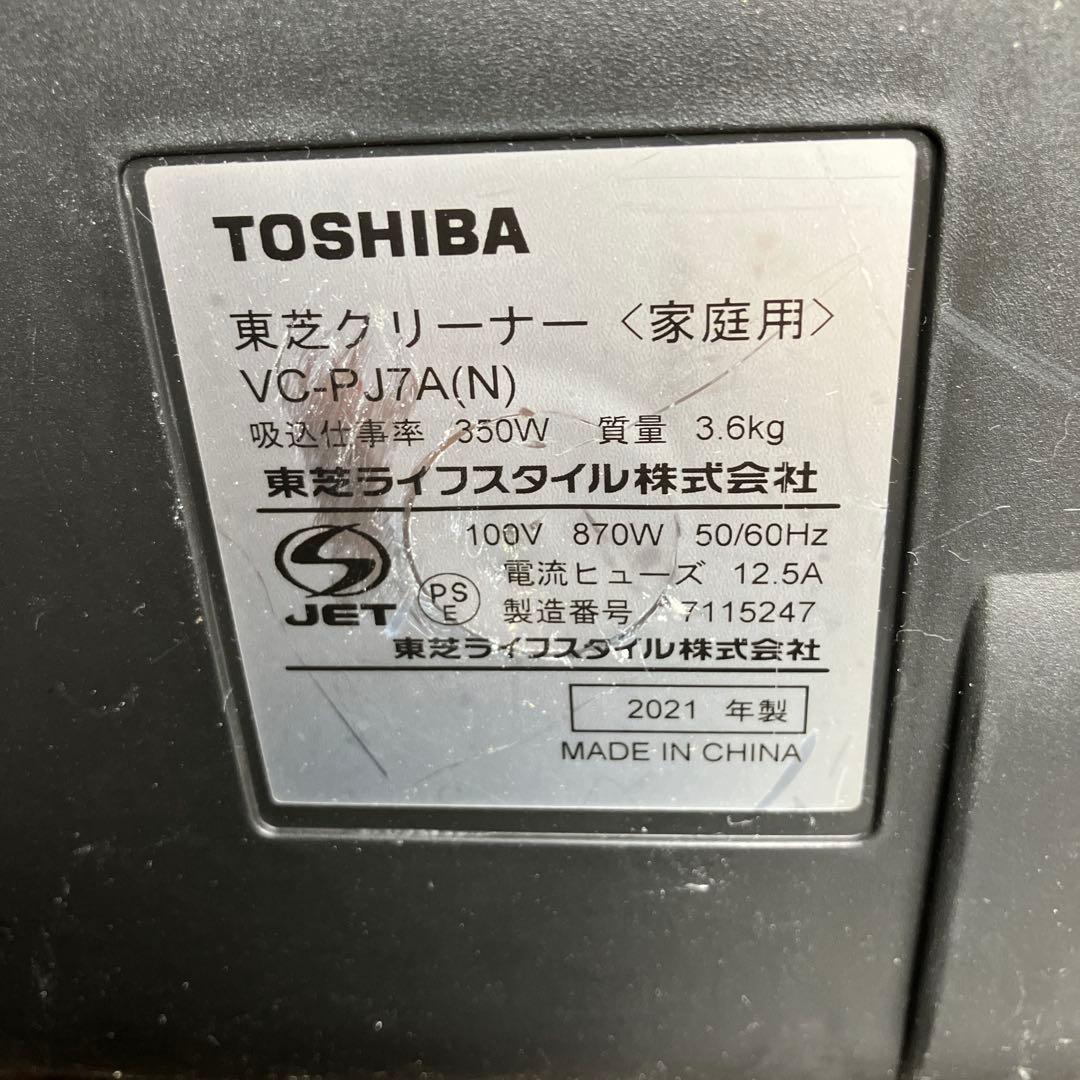 TOSHIBA
東芝クリーナー〈家庭用〉
VC-PJ7A(N)
吸込仕事率 350W 質量 3.6kg
東芝ライフスタイル株式会社
100V 870W 50/60Hz
電流ヒューズ 12.5A
JET
PS
E
製造番号 7115247
東芝ライフスタイル株式会社
2021 年製
MADE IN CHINA